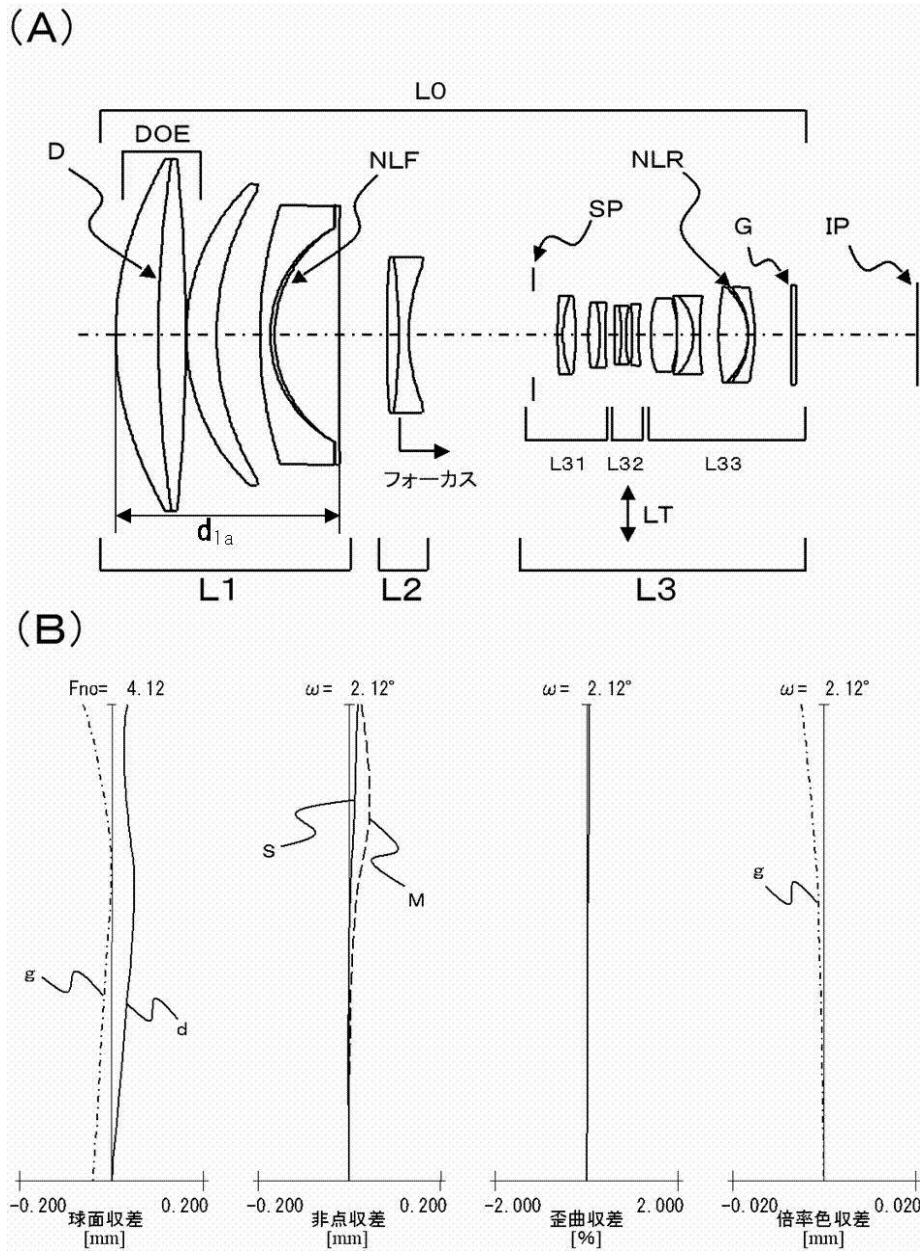 (A)
L0
DOE
D
NLF
NLR
SP
G
IP
フォーカス
L31
L32
L33
LT
d1a
L1
L2
L3
(B)
Fno= 4.12
ω= 2.12°
ω= 2.12°
ω= 2.12°
S
M
g
g
d
-0.200 0.200
球面収差
[mm]
-0.200 0.200
非点収差
[mm]
-2.000 2.000
歪曲収差
[%]
-0.020 0.020
倍率色収差
[mm]